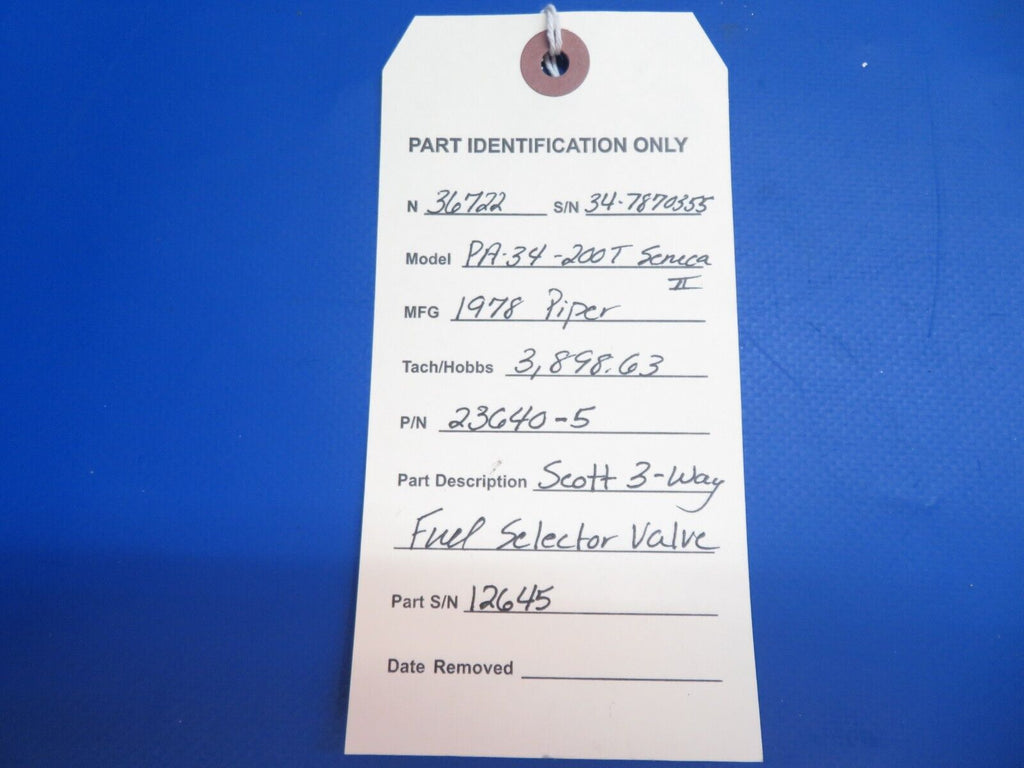 PART IDENTIFICATION ONLY
N 36722 S/N 34-7870355
Model PA-34-200T Seneca
II
MFG 1978 Piper
Tach/Hobbs 3,898.63
P/N 23640-5
Part Description Scott 3-Way
Fuel Selector Valve
Part S/N 12645
Date Removed